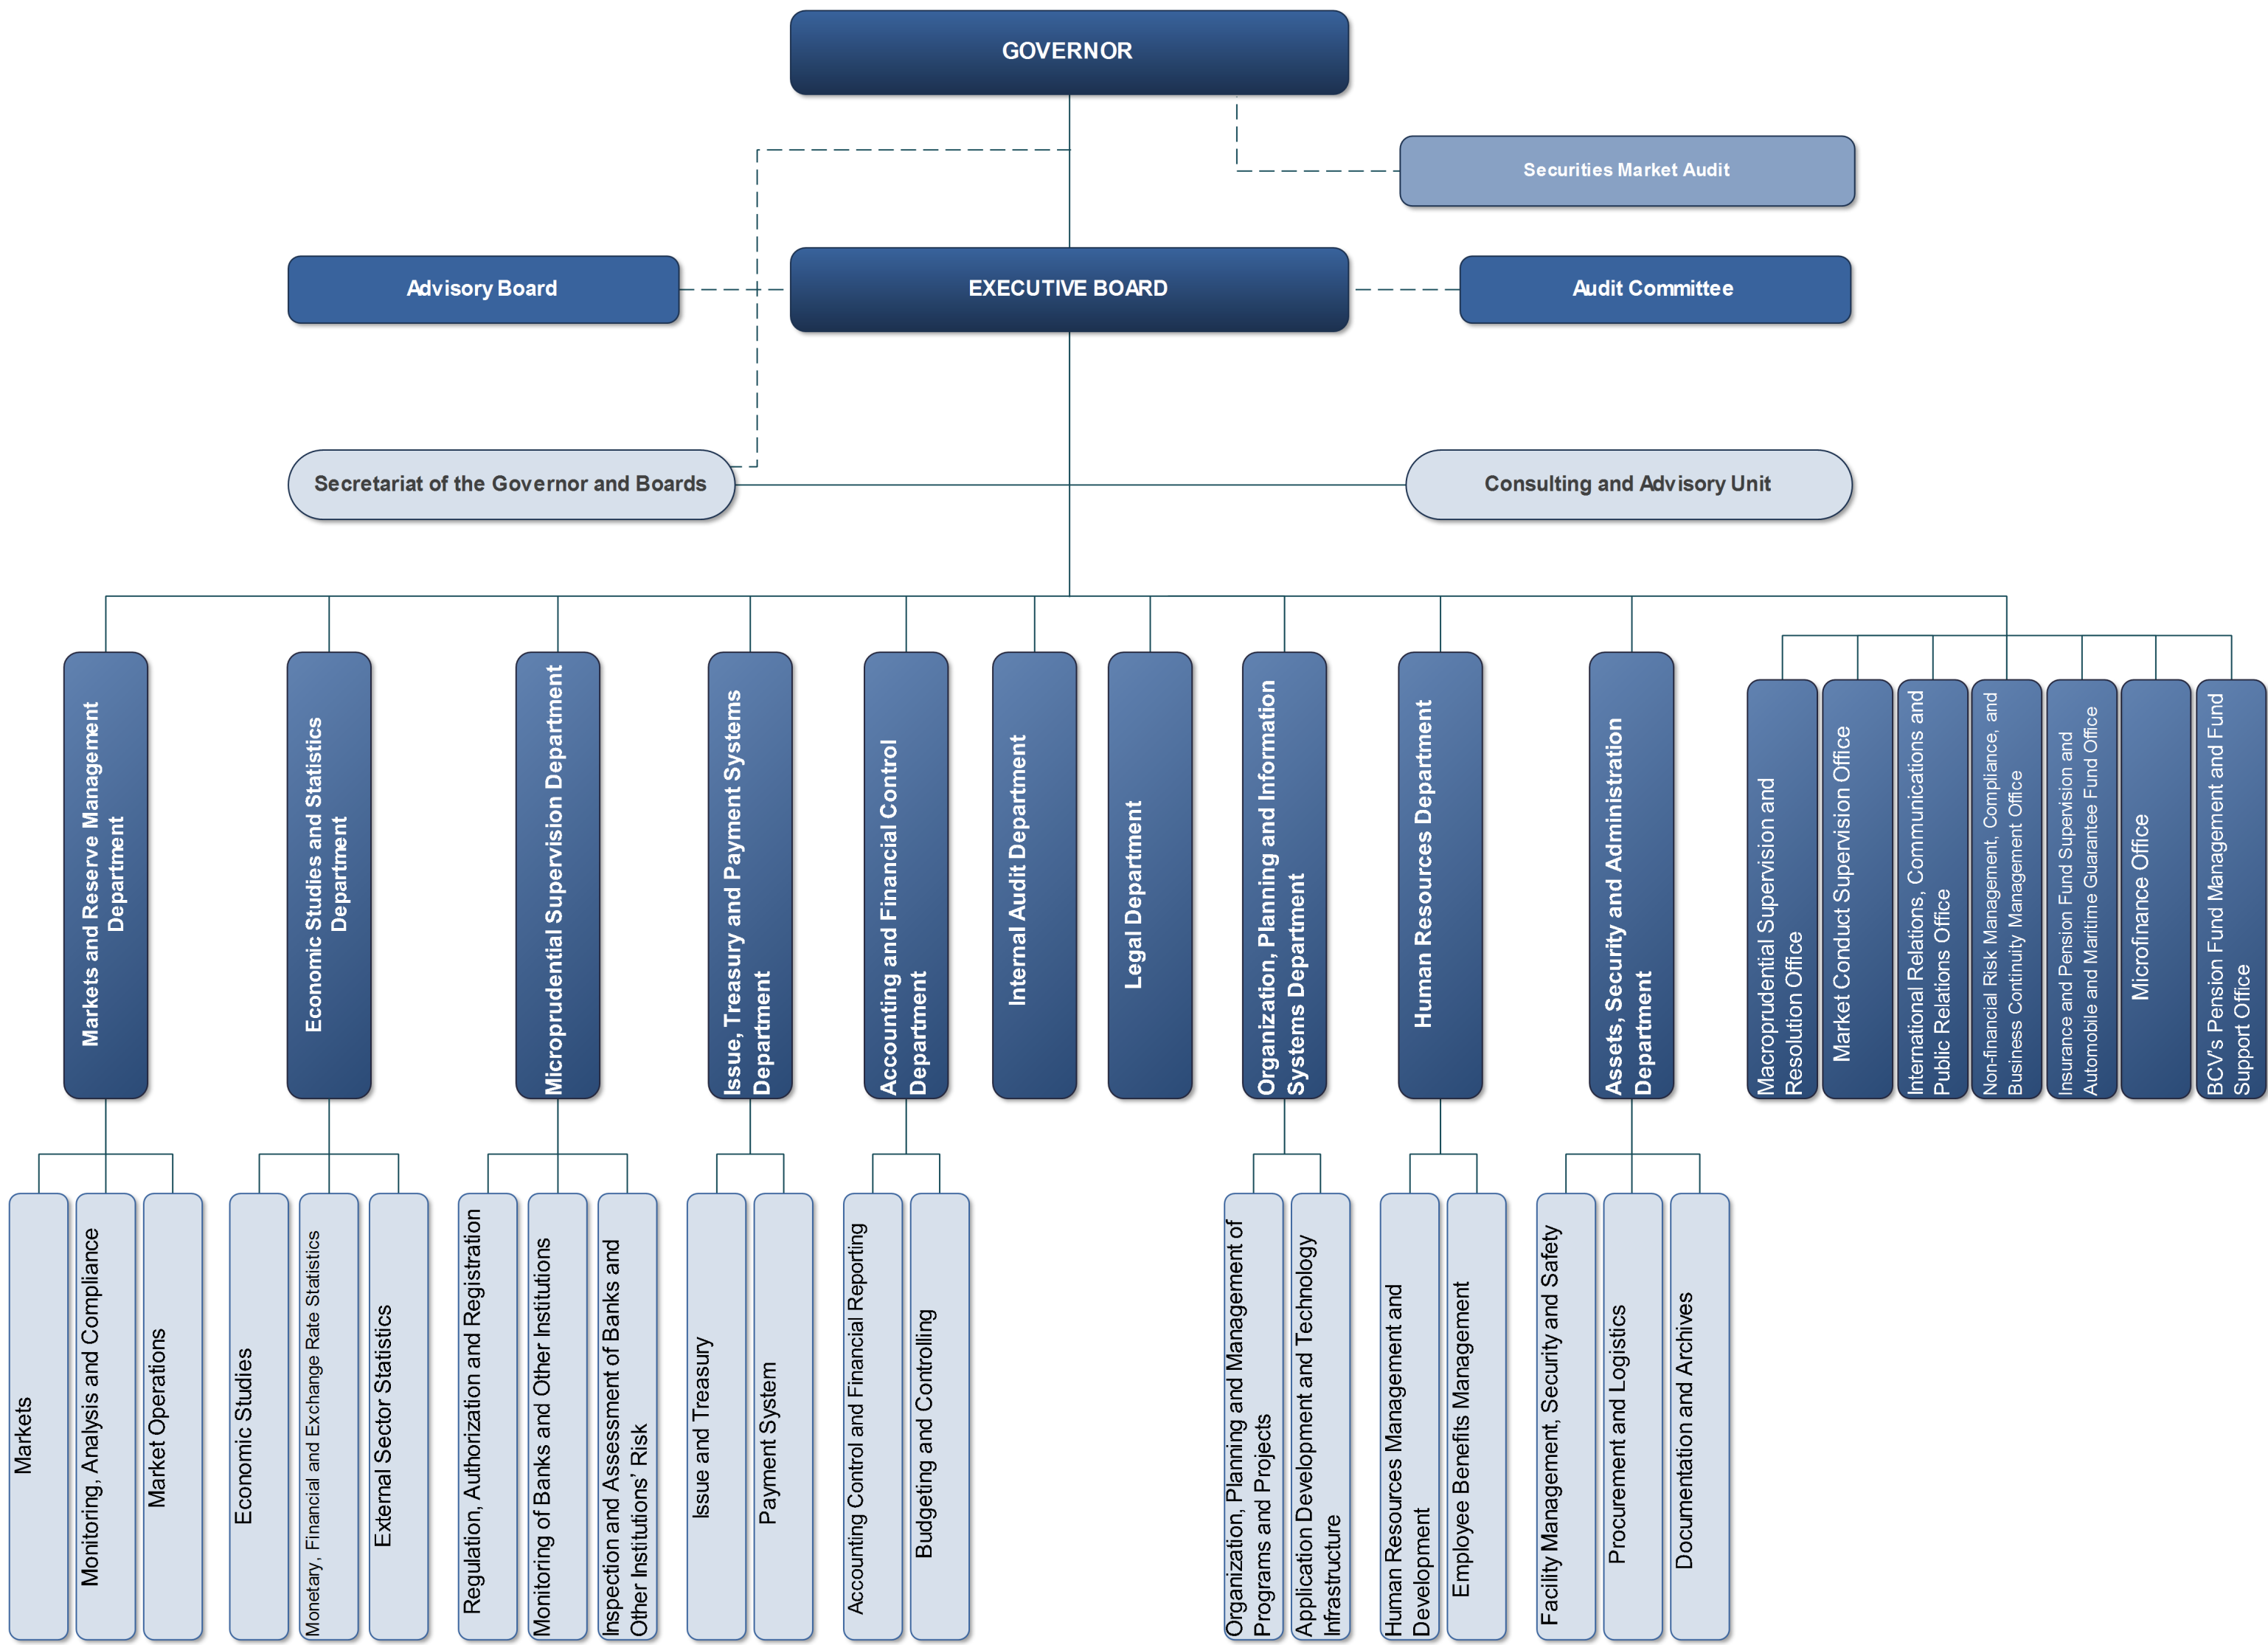 GOVERNOR
Securities Market Audit
Advisory Board
EXECUTIVE BOARD
Audit Committee
Secretariat of the Governor and Boards
Consulting and Advisory Unit
Markets and Reserve Management
Department
Economic Studies and Statistics
Department
Microprudential Supervision Department
Issue, Treasury and Payment Systems
Department
Accounting and Financial Control
Department
Internal Audit Department
Legal Department
Organization, Planning and Information
Systems Department
Human Resources Department
Assets, Security and Administration
Department
Macroprudential Supervision and
Resolution Office
Market Conduct Supervision Office
International Relations, Communications and
Public Relations Office
Non-financial Risk Management, Compliance, and
Business Continuity Management Office
Insurance and Pension Fund Supervision and
Automobile and Maritime Guarantee Fund Office
Microfinance Office
BCV's Pension Fund Management and Fund
Support Office
Markets
Monitoring, Analysis and Compliance
Market Operations
Economic Studies
Monetary, Financial and Exchange Rate Statistics
External Sector Statistics
Regulation, Authorization and Registration
Monitoring of Banks and Other Institutions
Inspection and Assessment of Banks and
Other Institutions' Risk
Issue and Treasury
Payment System
Accounting Control and Financial Reporting
Budgeting and Controlling
Organization, Planning and Management of
Programs and Projects
Application Development and Technology
Infrastructure
Human Resources Management and
Development
Employee Benefits Management
Facility Management, Security and Safety
Procurement and Logistics
Documentation and Archives